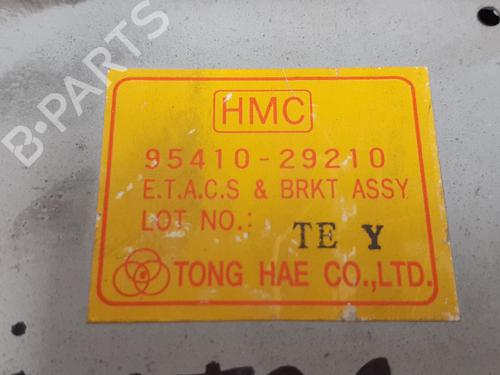 B-PARTS
HMC
95410-29210
E.T.A.C.S & BRKT ASSY
LOT NO.: TE Y
TONG HAE CO.,LTD.